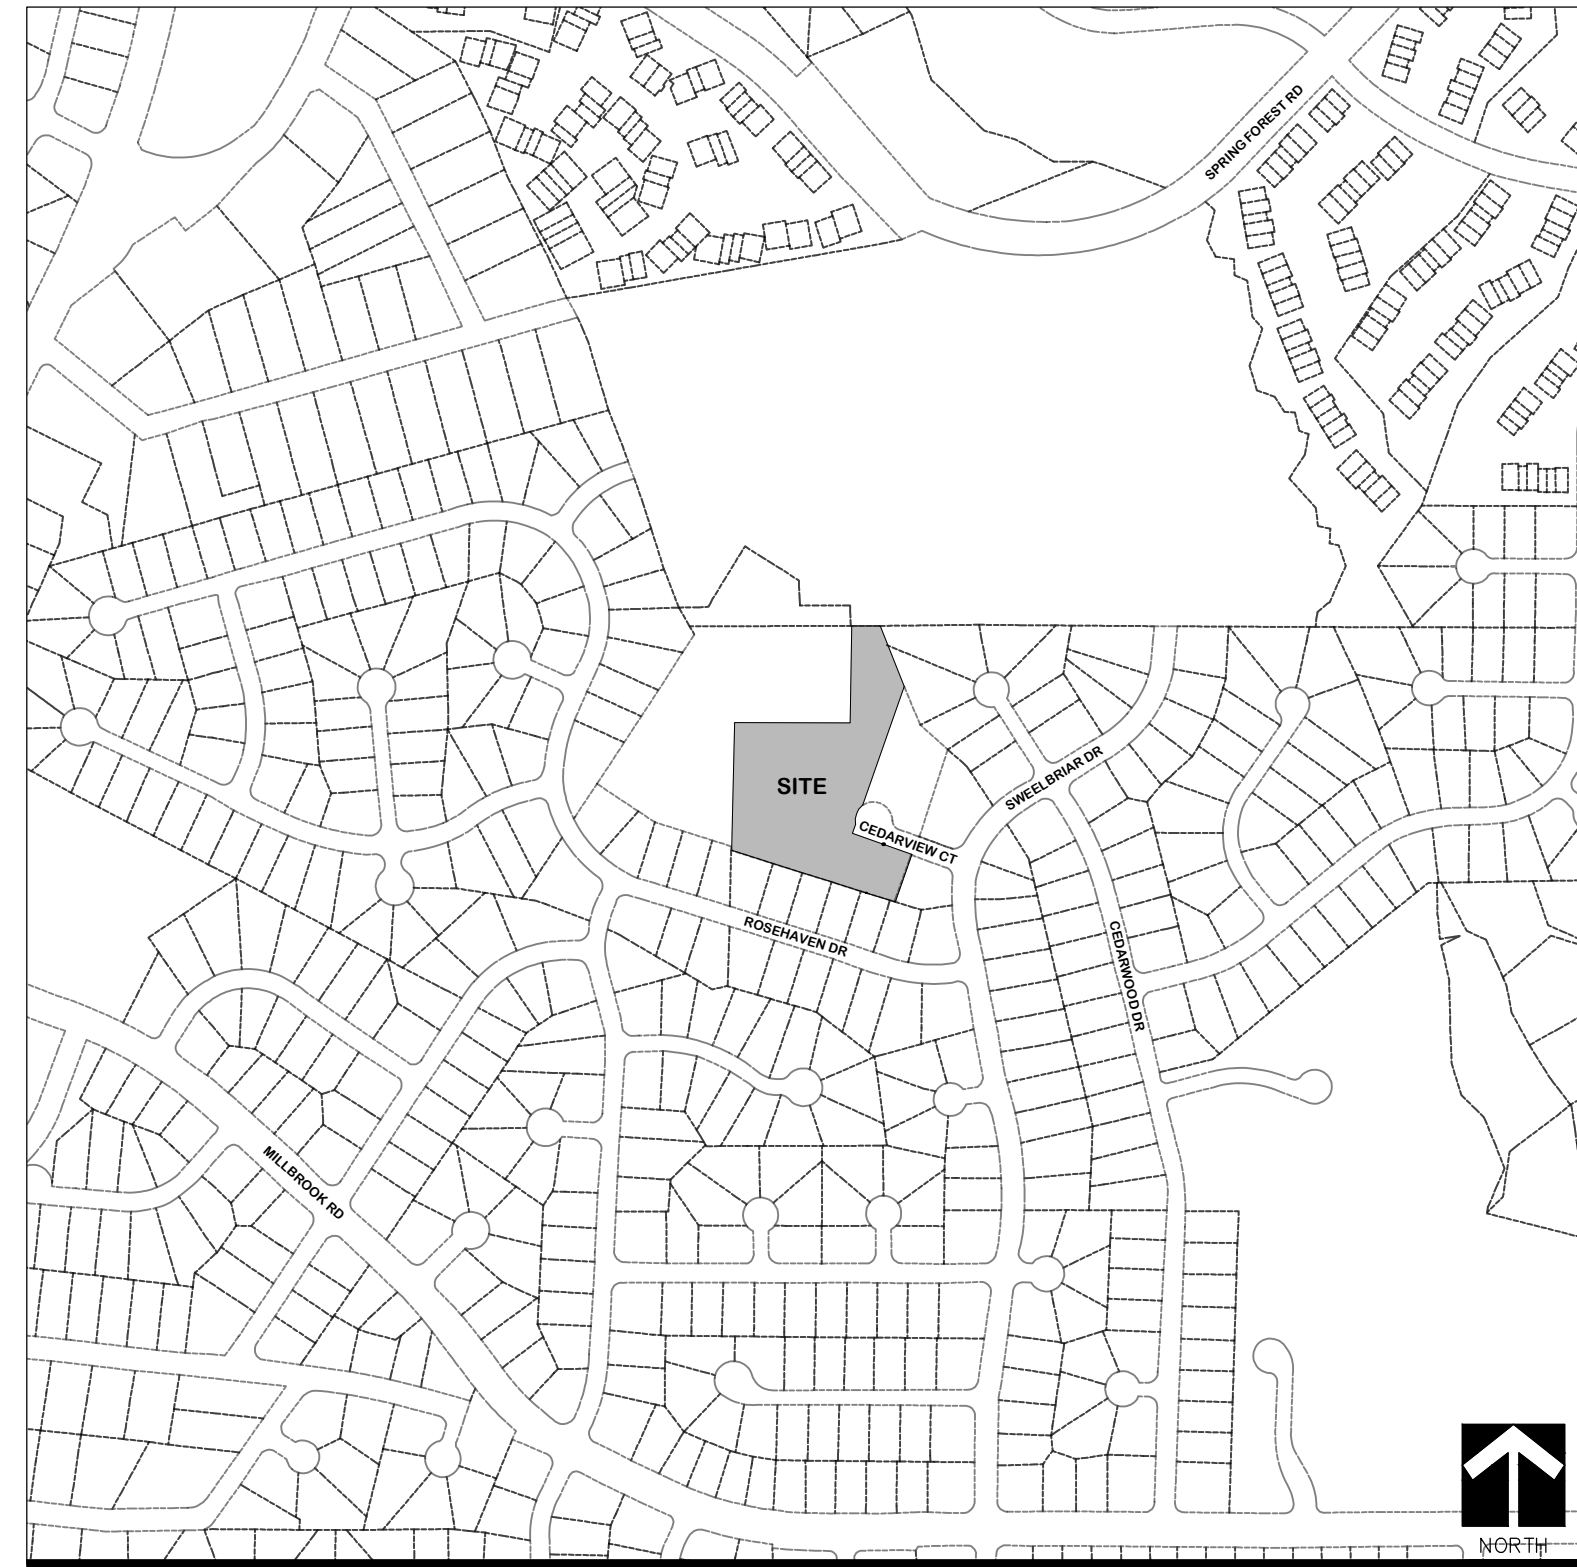 SPRING FOREST RD
SITE
SWEELBRIAR DR
CEDARVIEW CT
ROSEHAVEN DR
CEDARWOOD DR
MILLBROOK RD
NORTH